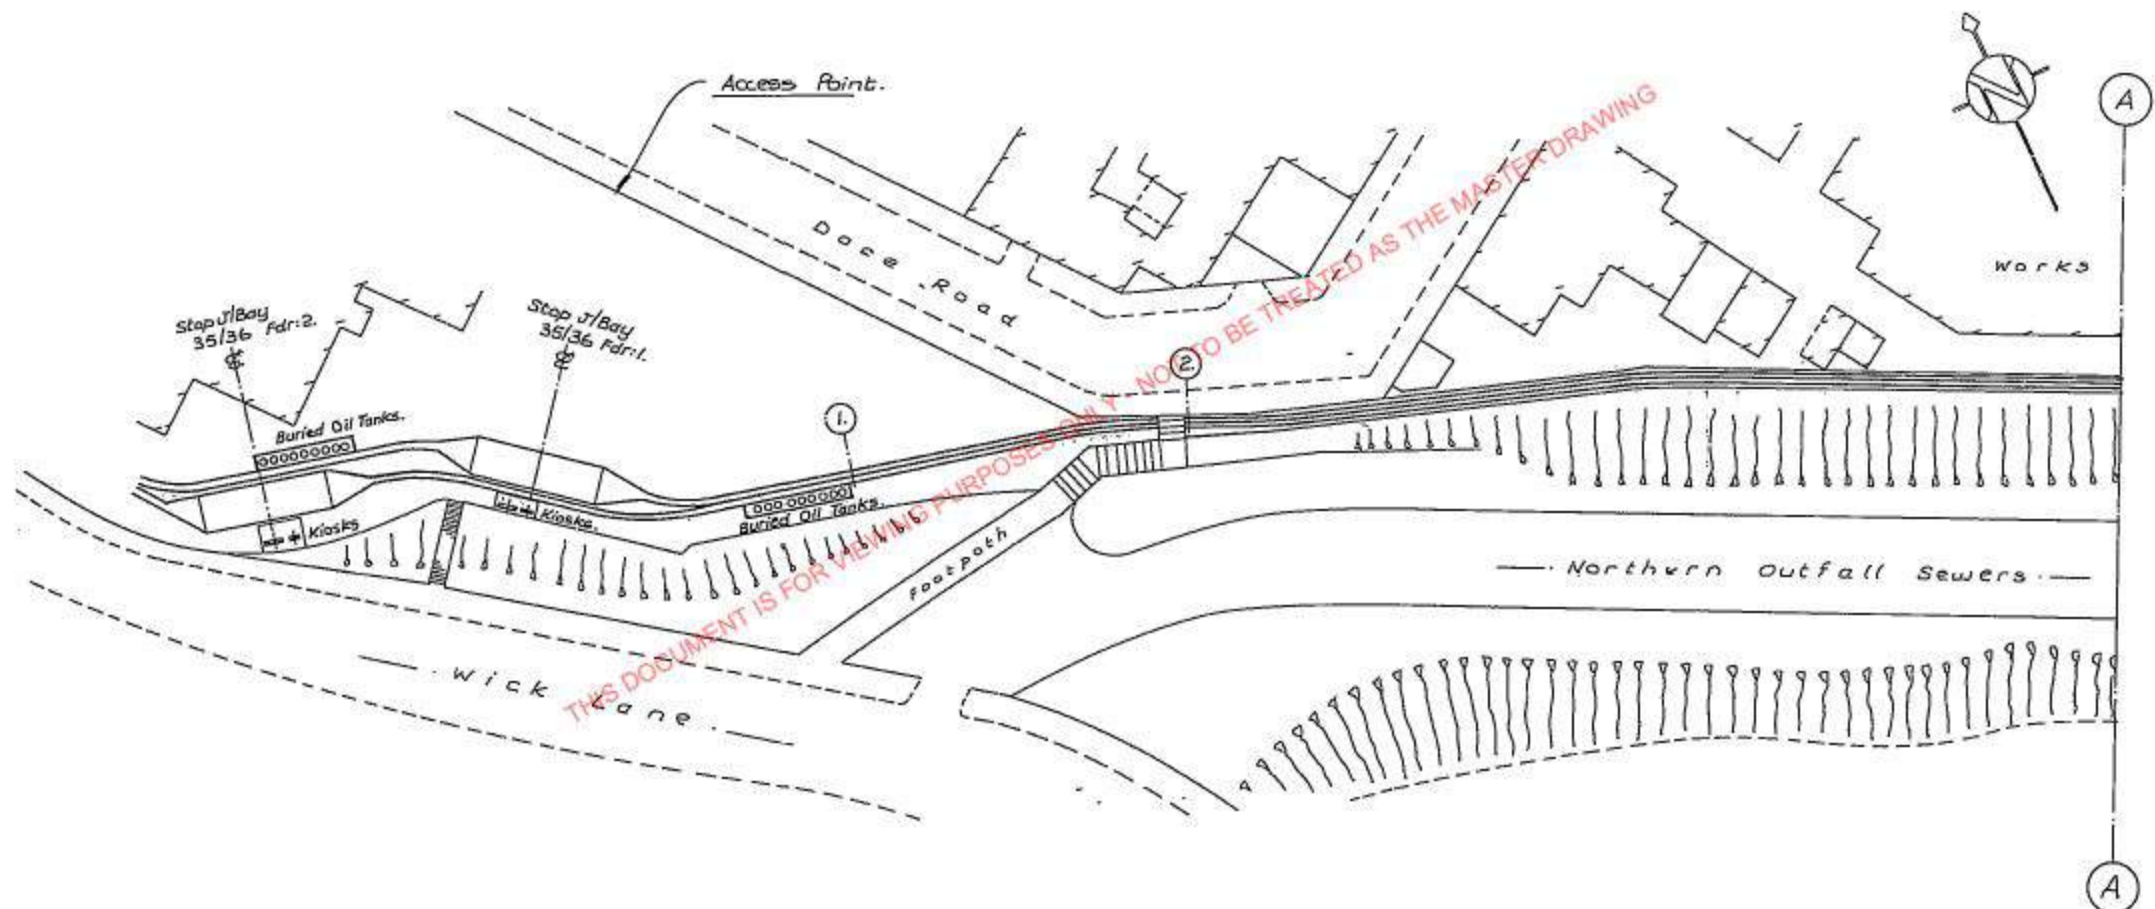 Access Point.
A
N
Dace Road
Works
Stop J/Bay
35/36 Fdr:2.
Stop J/Bay
35/36 Fdr:1.
2
1.
Buried Oil Tanks.
Kiosks
Kiosks.
Buried Oil Tanks.
Footpath
Northern Outfall Sewers.
Wick Lane.
A
THIS DOCUMENT IS FOR VIEWING PURPOSES ONLY - NOT TO BE TREATED AS THE MASTER DRAWING